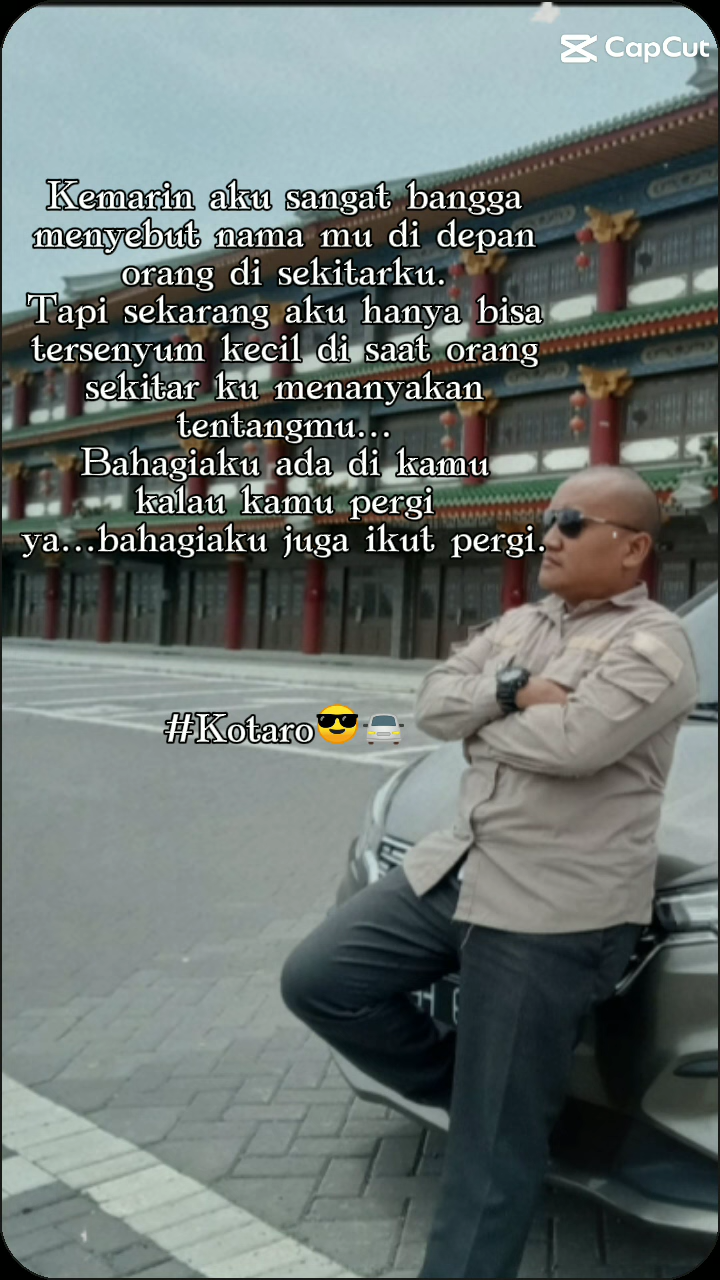 CapCut
Kemarin aku sangat bangga
menyebut nama mu di depan
orang di sekitarku.
Tapi sekarang aku hanya bisa
tersenyum kecil di saat orang
sekitar ku menanyakan
tentangmu...
Bahagiaku ada di kamu
kalau kamu pergi
ya...bahagiaku juga ikut pergi.
#Kotaro😎🚘